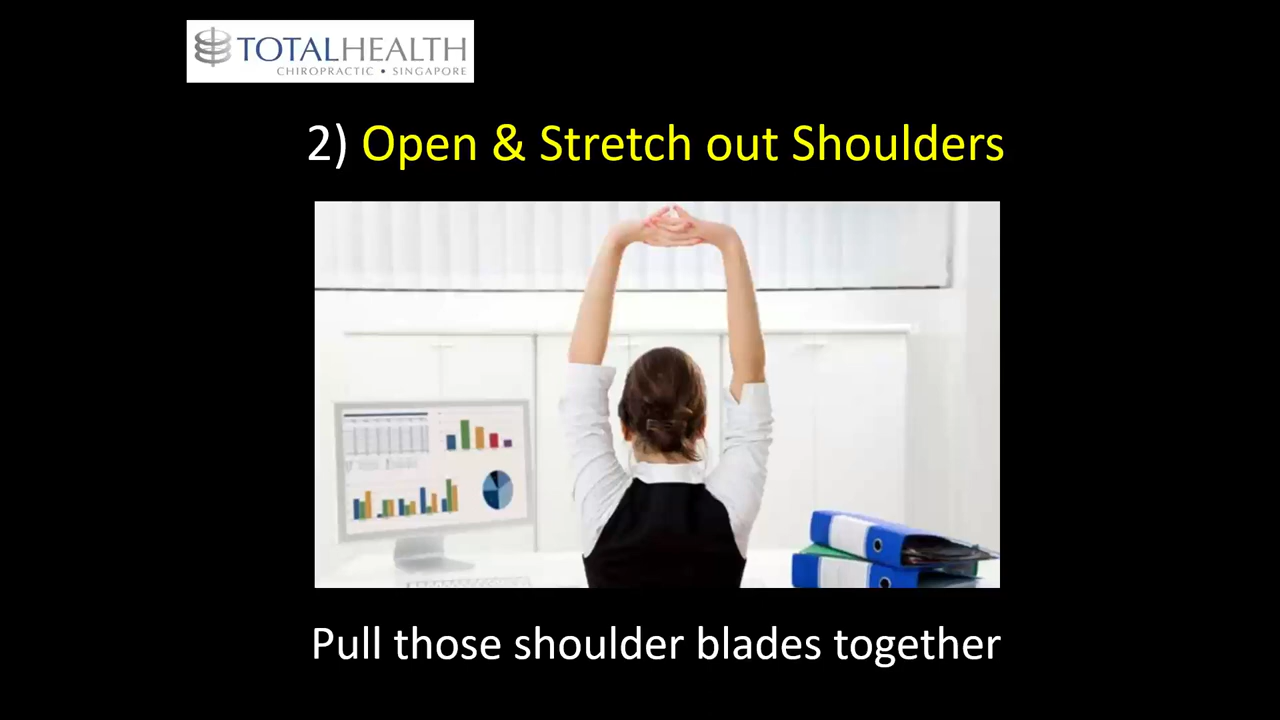 TOTALHEALTH
CHIROPRACTIC • SINGAPORE
2) Open & Stretch out Shoulders
Pull those shoulder blades together